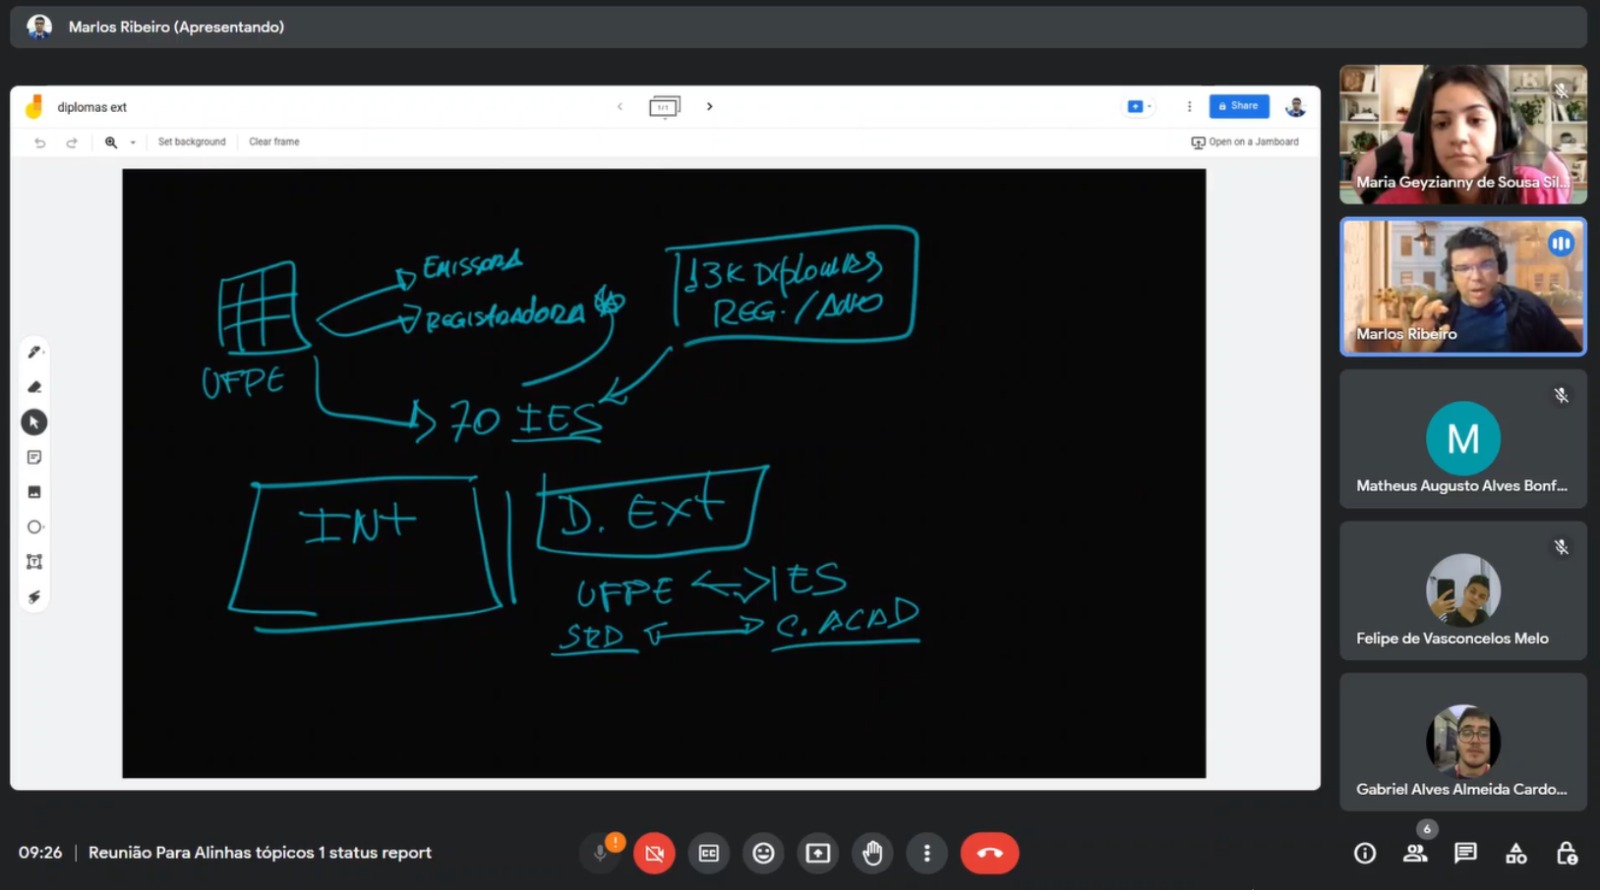 Marlos Ribeiro (Apresentando)
diplomas ext
1/1
Share
Set background
Clear frame
Open on a Jamboard
EMISSORA
REGISTRADORA
UFPE
13K DIPLOMAS
REG. / ANO
70 IES
INT
D. EXT
UFPE <-> IES
SRD <-> C. ACAD
Maria Geyzianny de Sousa Sil...
Marlos Ribeiro
M
Matheus Augusto Alves Bonf...
Felipe de Vasconcelos Melo
Gabriel Alves Almeida Cardo...
09:26 | Reunião Para Alinhas tópicos 1 status report
!
CC
6